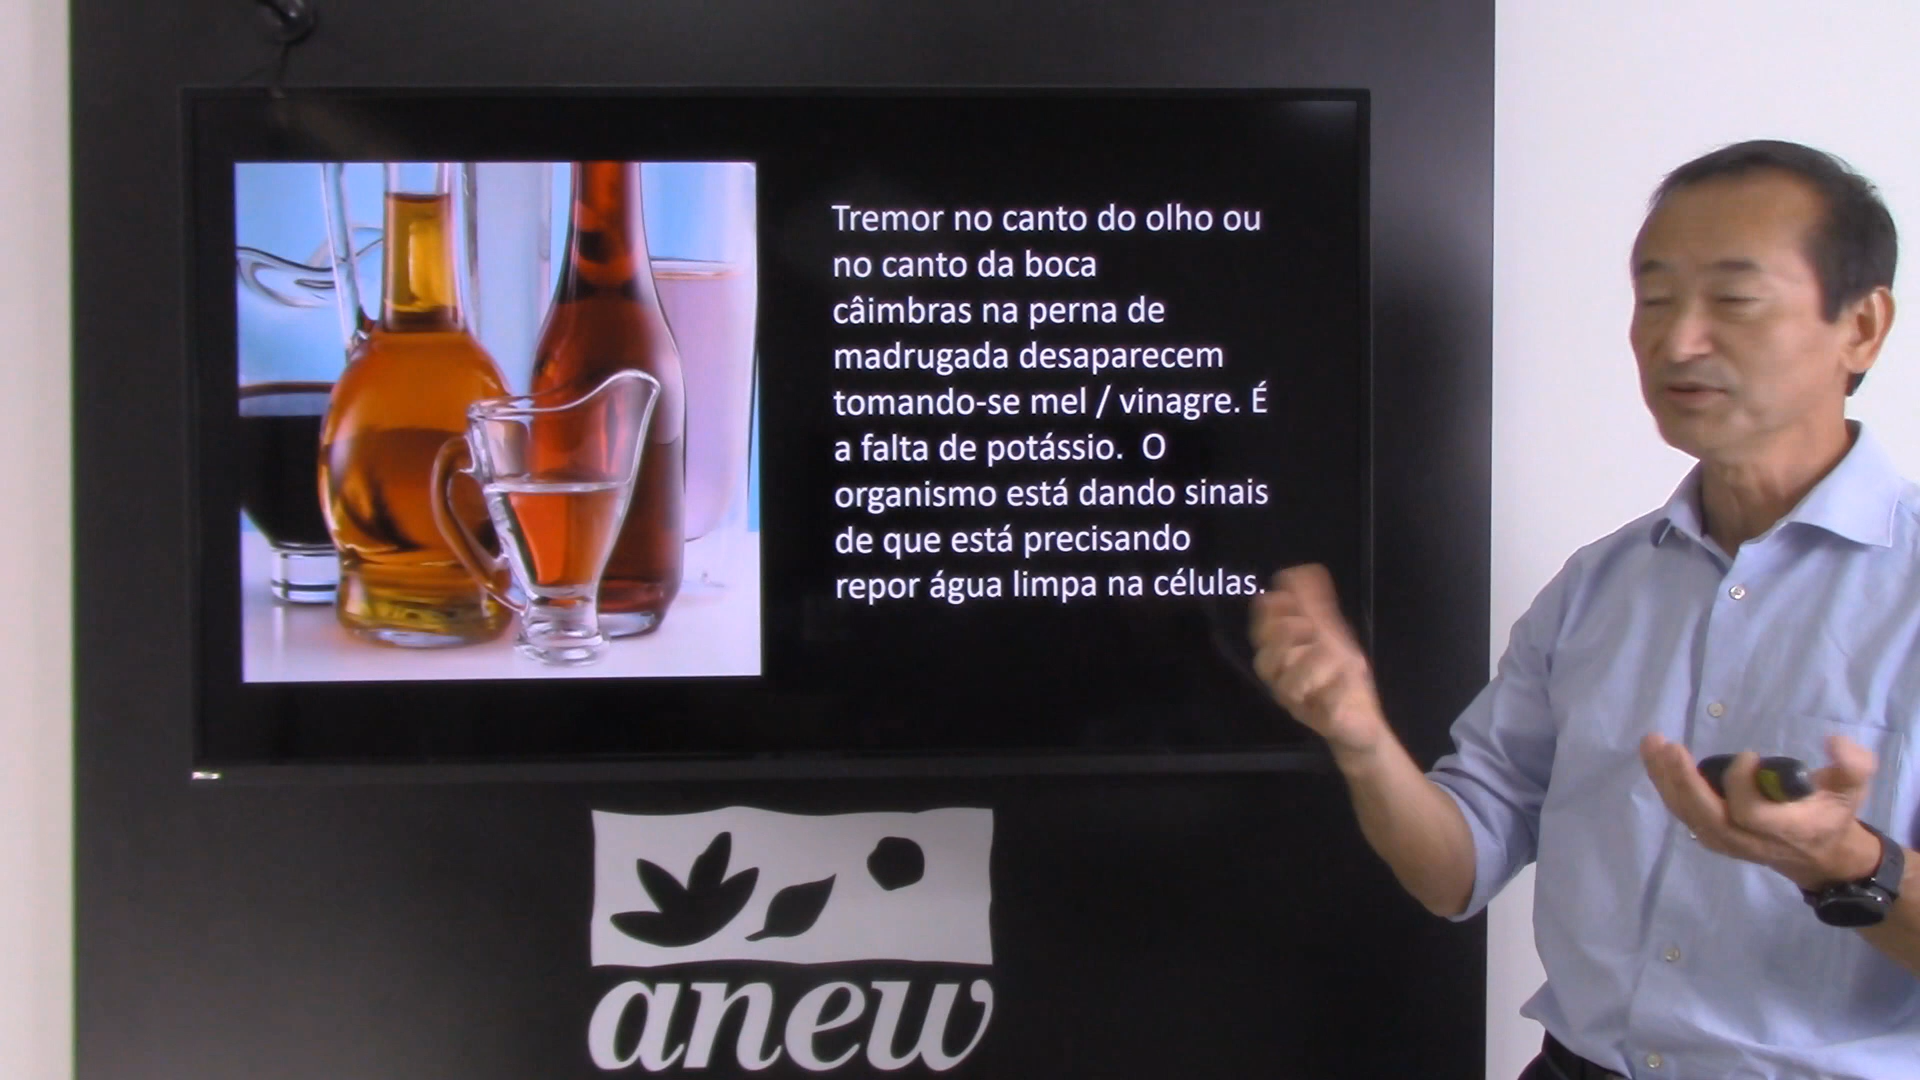 Tremor no canto do olho ou
no canto da boca
câimbras na perna de
madrugada desaparecem
tomando-se mel / vinagre. É
a falta de potássio. O
organismo está dando sinais
de que está precisando
repor água limpa na células.
anew